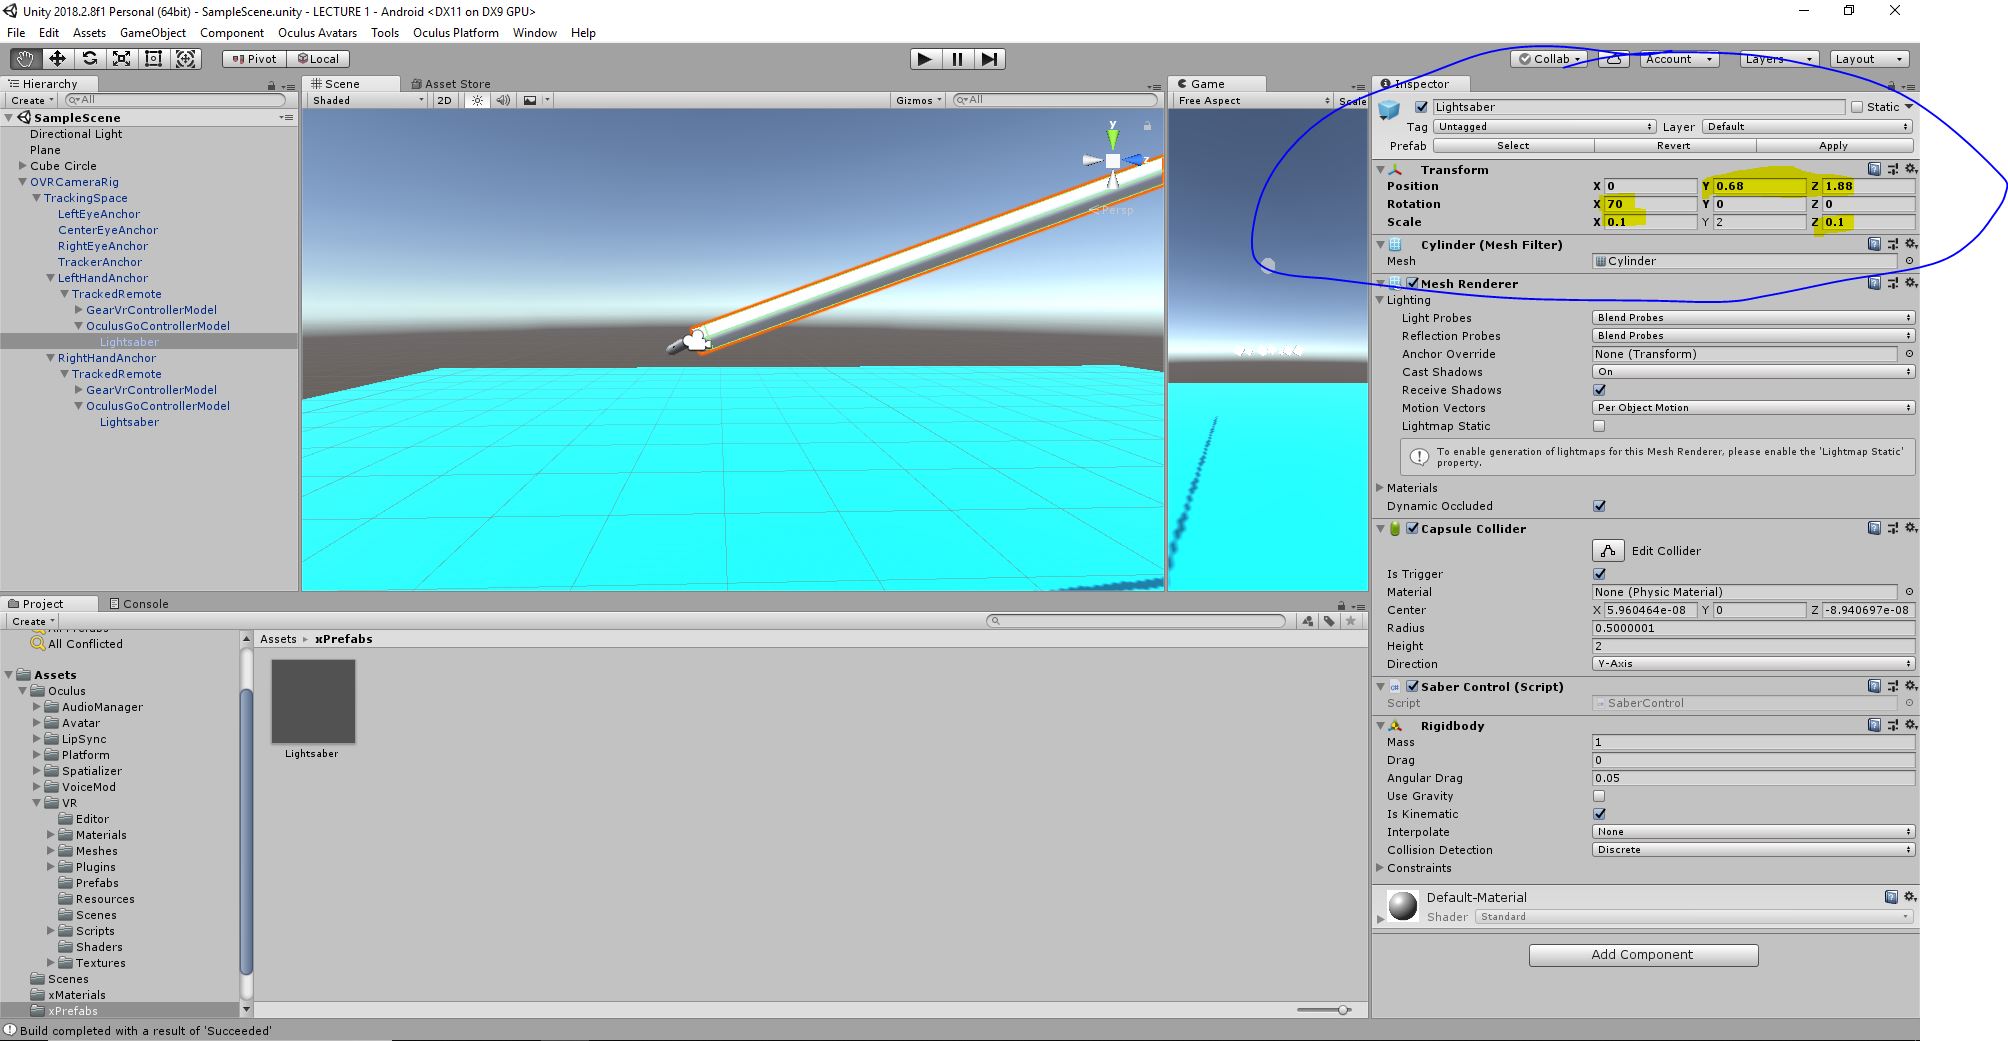 Unity 2018.2.8f1 Personal (64bit) - SampleScene.unity - LECTURE 1 - Android <DX11 on DX9 GPU>
File Edit Assets GameObject Component Oculus Avatars Tools Oculus Platform Window Help
Pivot Local Collab Account Layers Layout
Hierarchy
Create All
SampleScene
Directional Light
Plane
Cube Circle
OVRCameraRig
TrackingSpace
LeftEyeAnchor
CenterEyeAnchor
RightEyeAnchor
TrackerAnchor
LeftHandAnchor
TrackedRemote
GearVrControllerModel
OculusGoControllerModel
Lightsaber
RightHandAnchor
TrackedRemote
GearVrControllerModel
OculusGoControllerModel
Lightsaber
Scene Asset Store
Shaded 2D Gizmos All
y
z
Persp
Game
Free Aspect Scale
Inspector
Lightsaber Static
Tag Untagged Layer Default
Prefab Select Revert Apply
Transform
Position X 0 Y 0.68 Z 1.88
Rotation X 70 Y 0 Z 0
Scale X 0.1 Y 2 Z 0.1
Cylinder (Mesh Filter)
Mesh Cylinder
Mesh Renderer
Lighting
Light Probes Blend Probes
Reflection Probes Blend Probes
Anchor Override None (Transform)
Cast Shadows On
Receive Shadows
Motion Vectors Per Object Motion
Lightmap Static
To enable generation of lightmaps for this Mesh Renderer, please enable the 'Lightmap Static'
property.
Materials
Dynamic Occluded
Capsule Collider
Edit Collider
Is Trigger
Material None (Physic Material)
Center X 5.960464e-08 Y 0 Z -8.940697e-08
Radius 0.5000001
Height 2
Direction Y-Axis
Saber Control (Script)
Script SaberControl
Rigidbody
Mass 1
Drag 0
Angular Drag 0.05
Use Gravity
Is Kinematic
Interpolate None
Collision Detection Discrete
Constraints
Default-Material
Shader Standard
Add Component
Project Console
Create
All Prefabs
All Conflicted
Assets
Oculus
AudioManager
Avatar
LipSync
Platform
Spatializer
VoiceMod
VR
Editor
Materials
Meshes
Plugins
Prefabs
Resources
Scenes
Scripts
Shaders
Textures
Scenes
xMaterials
xPrefabs
Assets xPrefabs
Lightsaber
Build completed with a result of 'Succeeded'